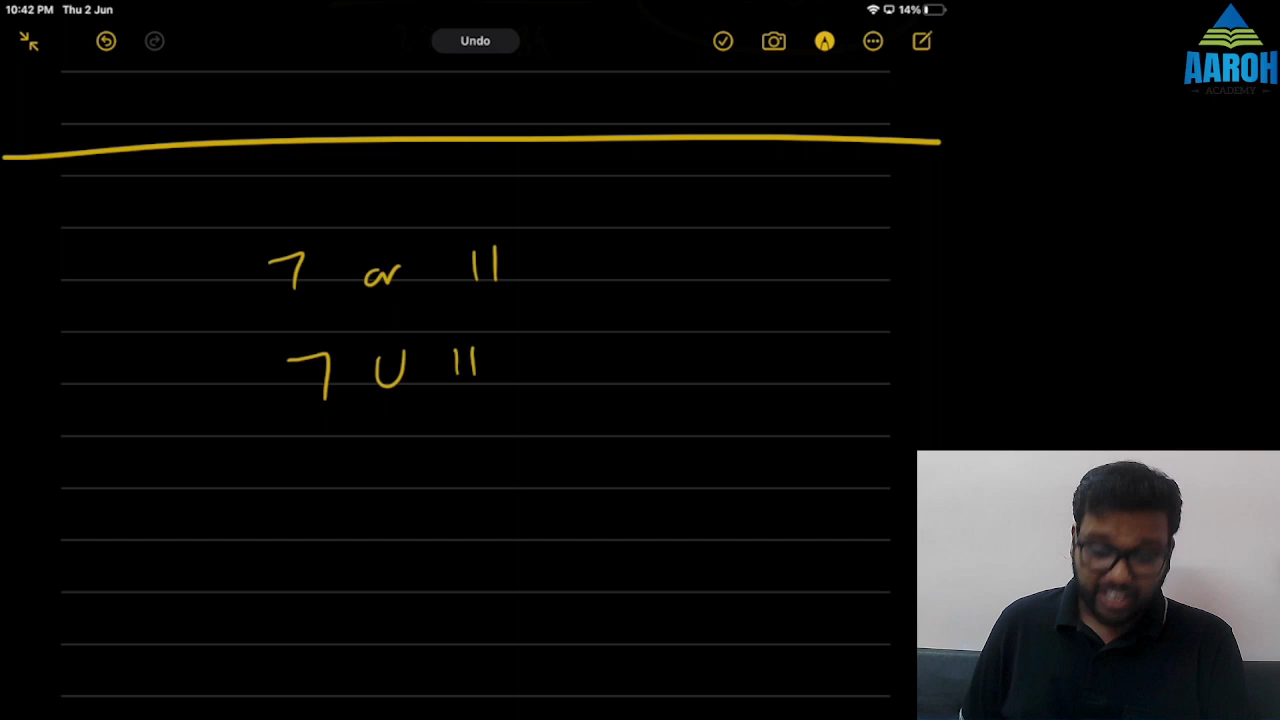 10:42 PM Thu 2 Jun
14%
Undo
AAROH
ACADEMY
7 or 11
7 ∪ 11